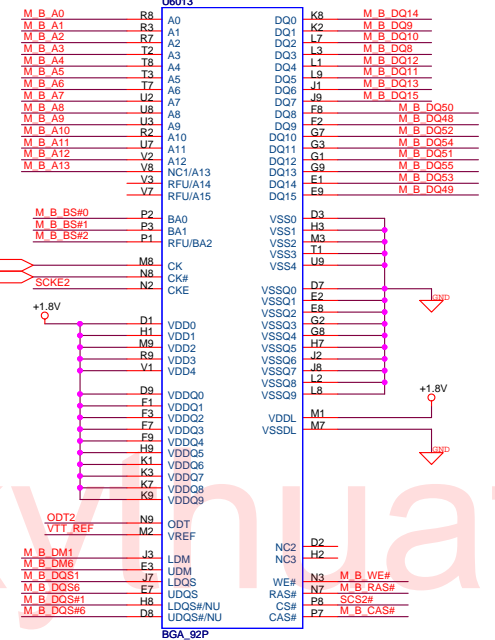 U6013
M_B_A0 R8 A0 DQ0 K8 M_B_DQ14
M_B_A1 R3 A1 DQ1 K2 M_B_DQ9
M_B_A2 R7 A2 DQ2 L7 M_B_DQ10
M_B_A3 T2 A3 DQ3 L3 M_B_DQ8
M_B_A4 T8 A4 DQ4 L1 M_B_DQ12
M_B_A5 T3 A5 DQ5 L9 M_B_DQ11
M_B_A6 T7 A6 DQ6 J1 M_B_DQ13
M_B_A7 U2 A7 DQ7 J9 M_B_DQ15
M_B_A8 U8 A8 DQ8 F8 M_B_DQ50
M_B_A9 U3 A9 DQ9 F2 M_B_DQ48
M_B_A10 R2 A10 DQ10 G7 M_B_DQ52
M_B_A11 U7 A11 DQ11 G3 M_B_DQ54
M_B_A12 V2 A12 DQ12 G1 M_B_DQ51
M_B_A13 V8 NC1/A13 DQ13 G9 M_B_DQ55
V3 RFU/A14 DQ14 E1 M_B_DQ53
V7 RFU/A15 DQ15 E9 M_B_DQ49
M_B_BS#0 P2 BA0 VSS0 D3
M_B_BS#1 P3 BA1 VSS1 H3
M_B_BS#2 P1 RFU/BA2 VSS2 M3
VSS3 T1
M8 CK VSS4 U9
N8 CK#
SCKE2 N2 CKE VSSQ0 D7 GND
VSSQ1 E2
+1.8V VSSQ2 E8
D1 VDD0 VSSQ3 G2
H1 VDD1 VSSQ4 G8
M9 VDD2 VSSQ5 H7
R9 VDD3 VSSQ6 J2
V1 VDD4 VSSQ7 J8
VSSQ8 L2
D9 VDDQ0 VSSQ9 L8 +1.8V
F1 VDDQ1
F3 VDDQ2 VDDL M1
F7 VDDQ3 VSSDL M7
F9 VDDQ4
H9 VDDQ5 GND
K1 VDDQ6
K3 VDDQ7
K7 VDDQ8
K9 VDDQ9
ODT2 N9 ODT
VTT_REF M2 VREF
NC2 D2
M_B_DM1 J3 LDM NC3 H2
M_B_DM6 E3 UDM
M_B_DQS1 J7 LDQS WE# N3 M_B_WE#
M_B_DQS6 E7 UDQS RAS# N7 M_B_RAS#
M_B_DQS#1 H8 LDQS#/NU CS# P8 SCS2#
M_B_DQS#6 D8 UDQS#/NU CAS# P7 M_B_CAS#
BGA_92P